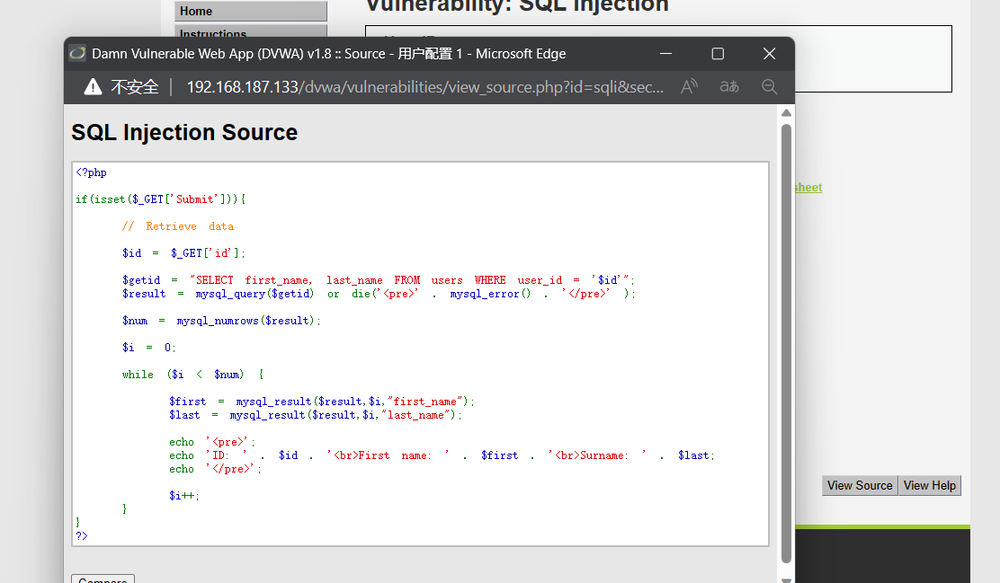 Home
Vulnerability: SQL Injection
Instructions
Damn Vulnerable Web App (DVWA) v1.8 :: Source - 用户配置 1 - Microsoft Edge
不安全 | 192.168.187.133/dvwa/vulnerabilities/view_source.php?id=sqli&sec...
SQL Injection Source
<?php
if(isset($_GET['Submit'])){
// Retrieve data
$id = $_GET['id'];
$getid = "SELECT first_name, last_name FROM users WHERE user_id = '$id'";
$result = mysql_query($getid) or die('<pre>' . mysql_error() . '</pre>' );
$num = mysql_numrows($result);
$i = 0;
while ($i < $num) {
$first = mysql_result($result,$i,"first_name");
$last = mysql_result($result,$i,"last_name");
echo '<pre>';
echo 'ID: ' . $id . '<br>First name: ' . $first . '<br>Surname: ' . $last;
echo '</pre>';
$i++;
}
}
?>
Compare
sheet
View Source
View Help